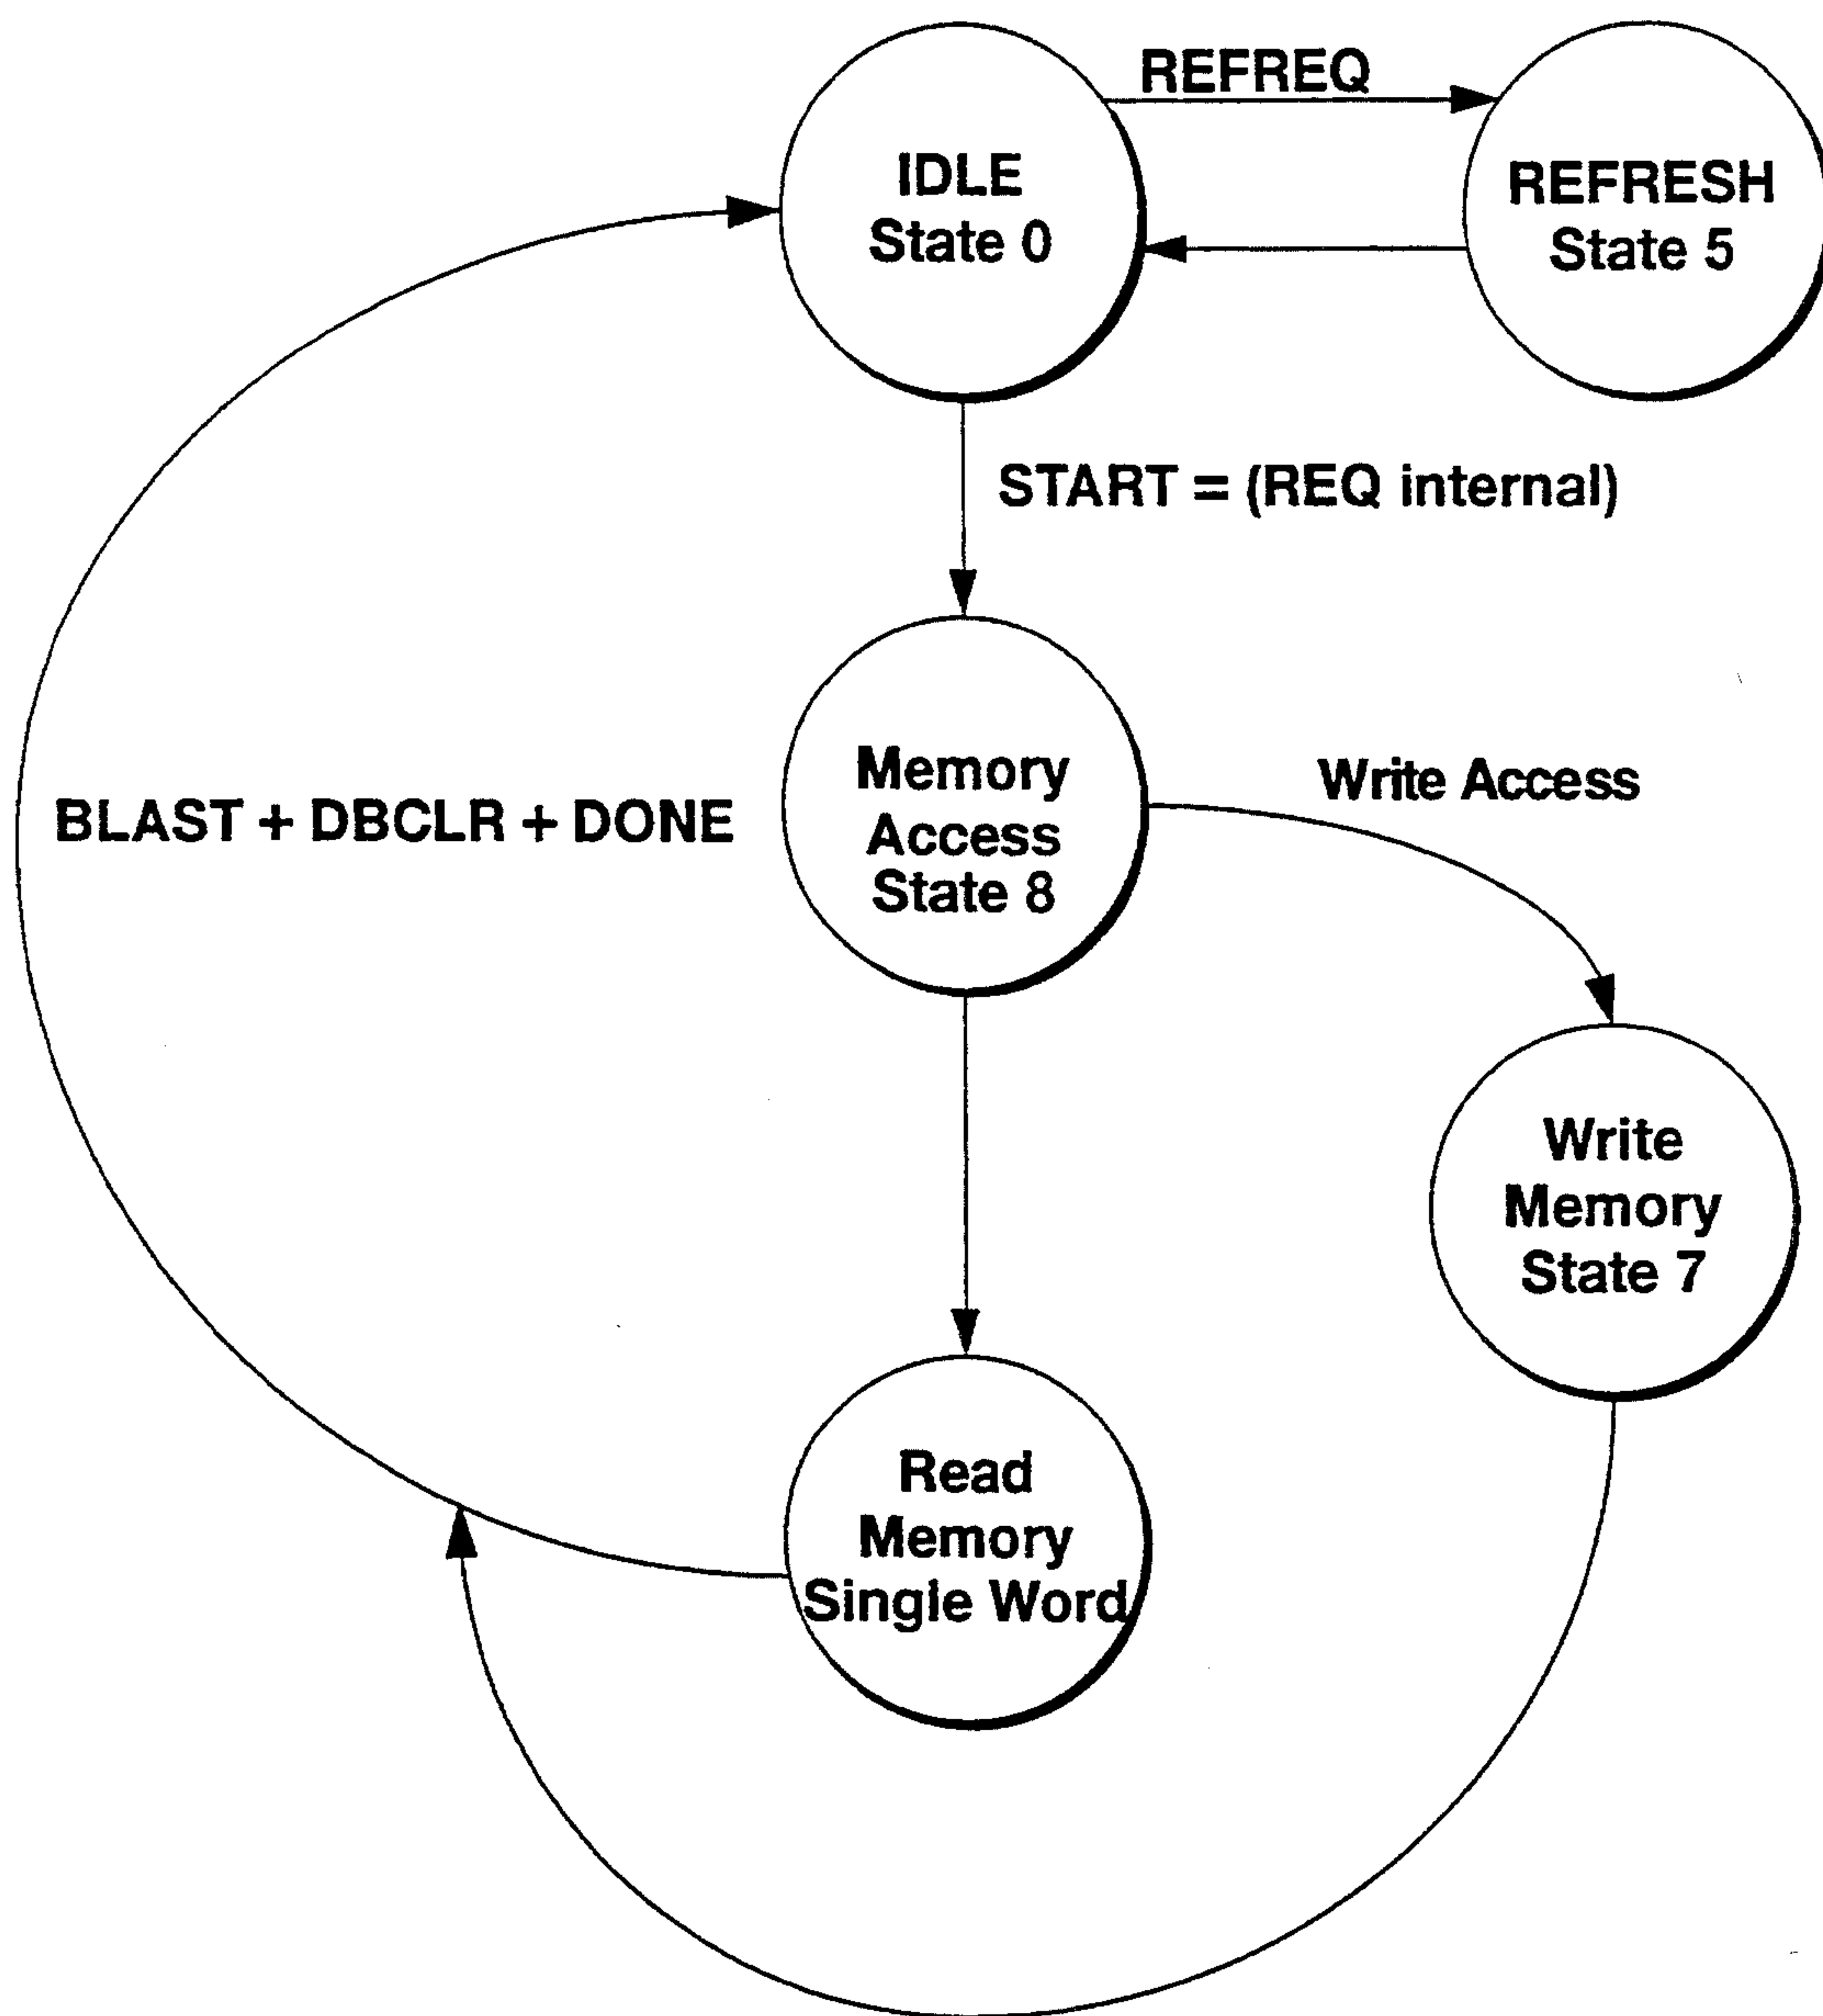 REFREQ
IDLE
State 0
REFRESH
State 5
START = (REQ internal)
Memory
Access
State 8
Write Access
BLAST + DBCLR + DONE
Write
Memory
State 7
Read
Memory
Single Word